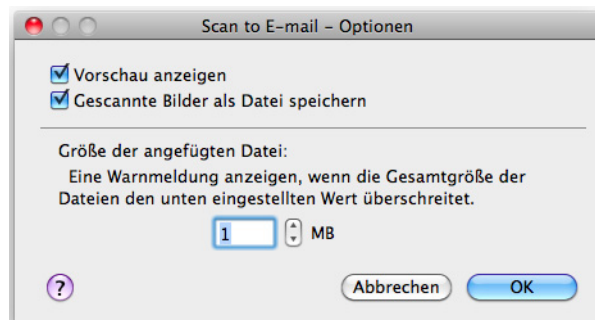 Scan to E-mail – Optionen
Vorschau anzeigen
Gescannte Bilder als Datei speichern
Größe der angefügten Datei:
Eine Warnmeldung anzeigen, wenn die Gesamtgröße der
Dateien den unten eingestellten Wert überschreitet.
1 MB
? Abbrechen OK